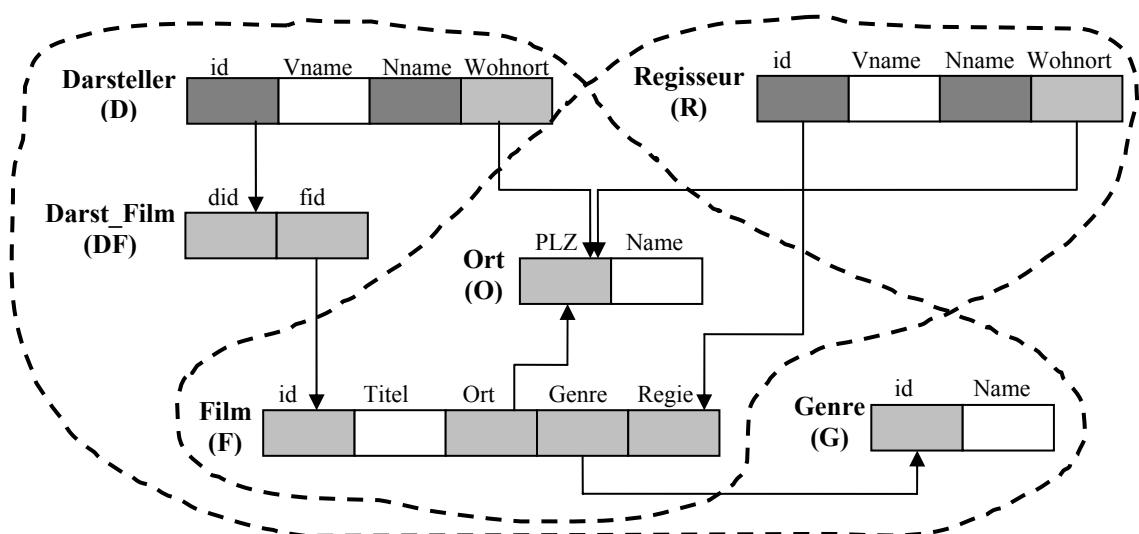 Darsteller
(D)
id Vname Nname Wohnort
Regisseur
(R)
id Vname Nname Wohnort
Darst_Film
(DF)
did fid
Ort
(O)
PLZ Name
Film
(F)
id Titel Ort Genre Regie
Genre
(G)
id Name